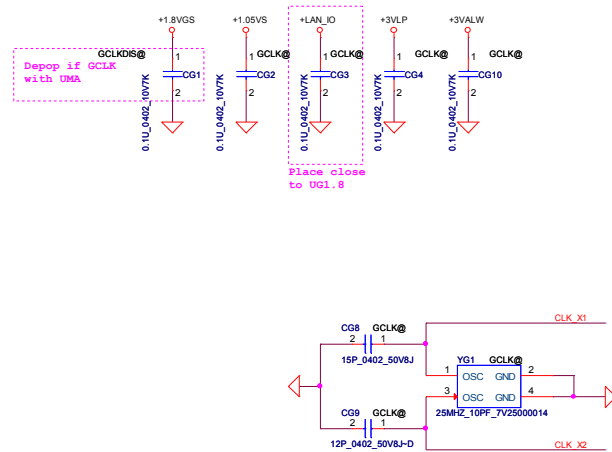 +1.8VGS
+1.05VS
+LAN_IO
+3VLP
+3VALW
GCLKDIS@
GCLK@
GCLK@
GCLK@
GCLK@
1
1
1
1
1
Depop if GCLK
with UMA
CG1
CG2
CG3
CG4
CG10
2
2
2
2
2
0.1U_0402_10V7K
0.1U_0402_10V7K
0.1U_0402_10V7K
0.1U_0402_10V7K
0.1U_0402_10V7K
Place close
to UG1.8
CLK_X1
CG8
GCLK@
2
1
15P_0402_50V8J
YG1
GCLK@
1
OSC
GND
2
3
OSC
GND
4
25MHZ_10PF_7V25000014
CG9
GCLK@
2
1
12P_0402_50V8J~D
CLK_X2